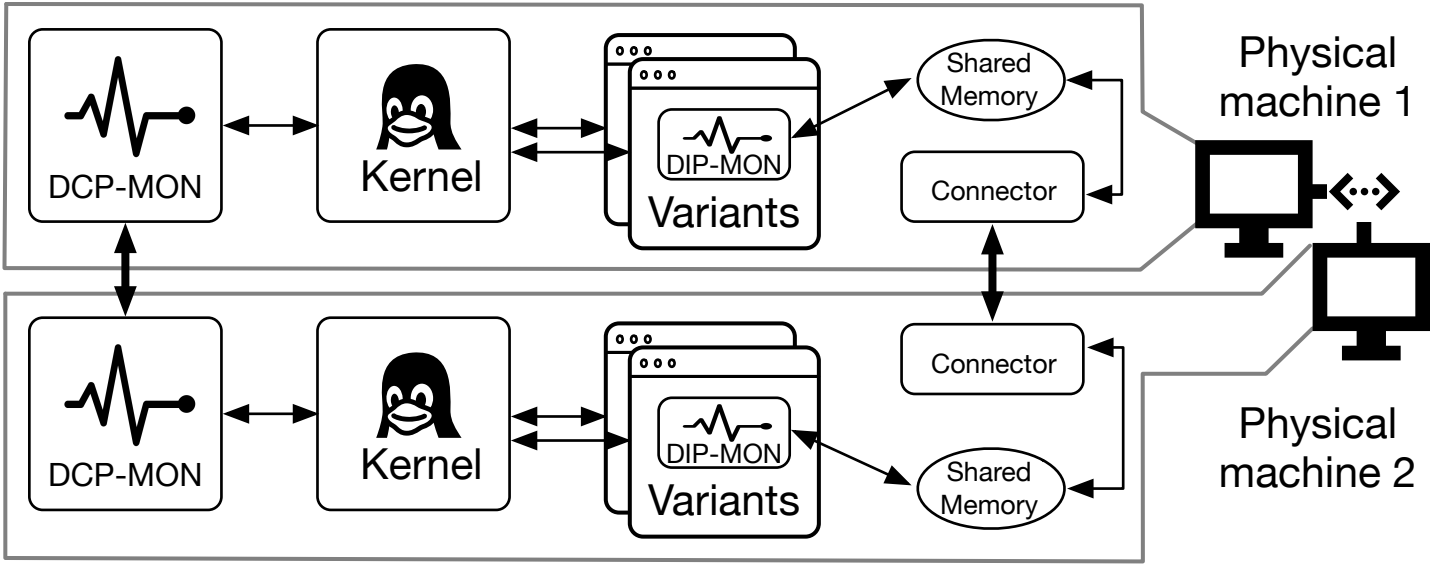 DCP-MON
Kernel
DIP-MON
Variants
Shared
Memory
Connector
Physical
machine 1
DCP-MON
Kernel
DIP-MON
Variants
Connector
Shared
Memory
Physical
machine 2